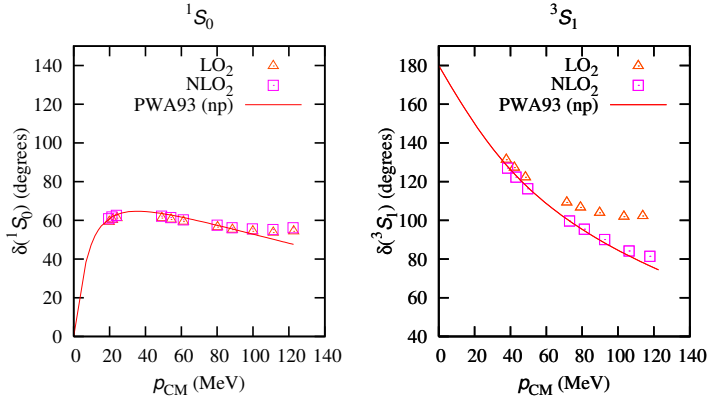 ¹S₀
140
120
100
80
60
40
20
0
0 20 40 60 80 100 120 140
δ(¹S₀) (degrees)
p_CM (MeV)
LO₂
NLO₂
PWA93 (np)
³S₁
180
160
140
120
100
80
60
40
0 20 40 60 80 100 120 140
δ(³S₁) (degrees)
p_CM (MeV)
LO₂
NLO₂
PWA93 (np)